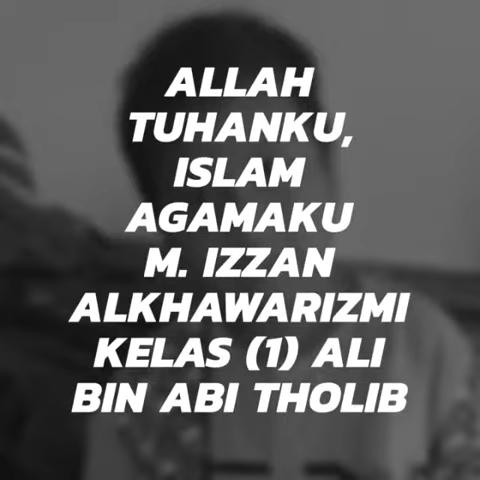 ALLAH
TUHANKU,
ISLAM
AGAMAKU
M. IZZAN
ALKHAWARIZMI
KELAS (1) ALI
BIN ABI THOLIB